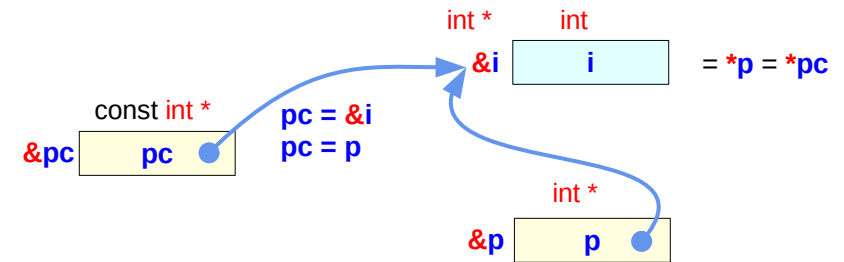 int * int
&i i = *p = *pc
const int *
pc = &i
&pc pc pc = p
int *
&p p